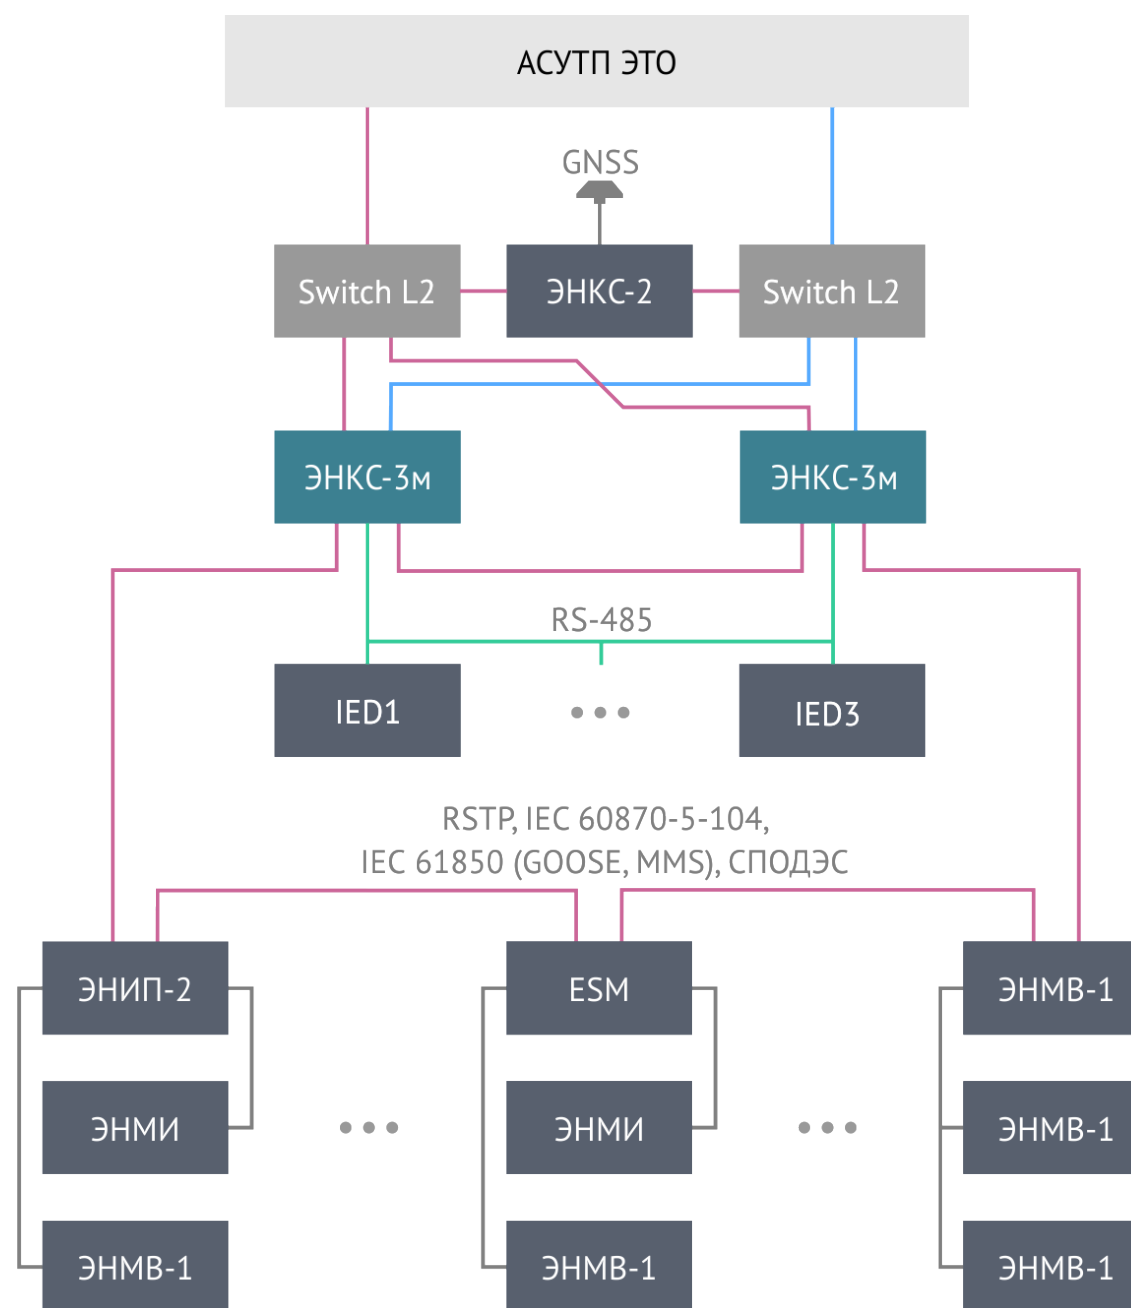 АСУТП ЭТО
GNSS
Switch L2
ЭНКС-2
Switch L2
ЭНКС-3м
ЭНКС-3м
RS-485
IED1
IED3
RSTP, IEC 60870-5-104,
IEC 61850 (GOOSE, MMS), СПОДЭС
ЭНИП-2
ESM
ЭНМВ-1
ЭНМИ
ЭНМИ
ЭНМВ-1
ЭНМВ-1
ЭНМВ-1
ЭНМВ-1